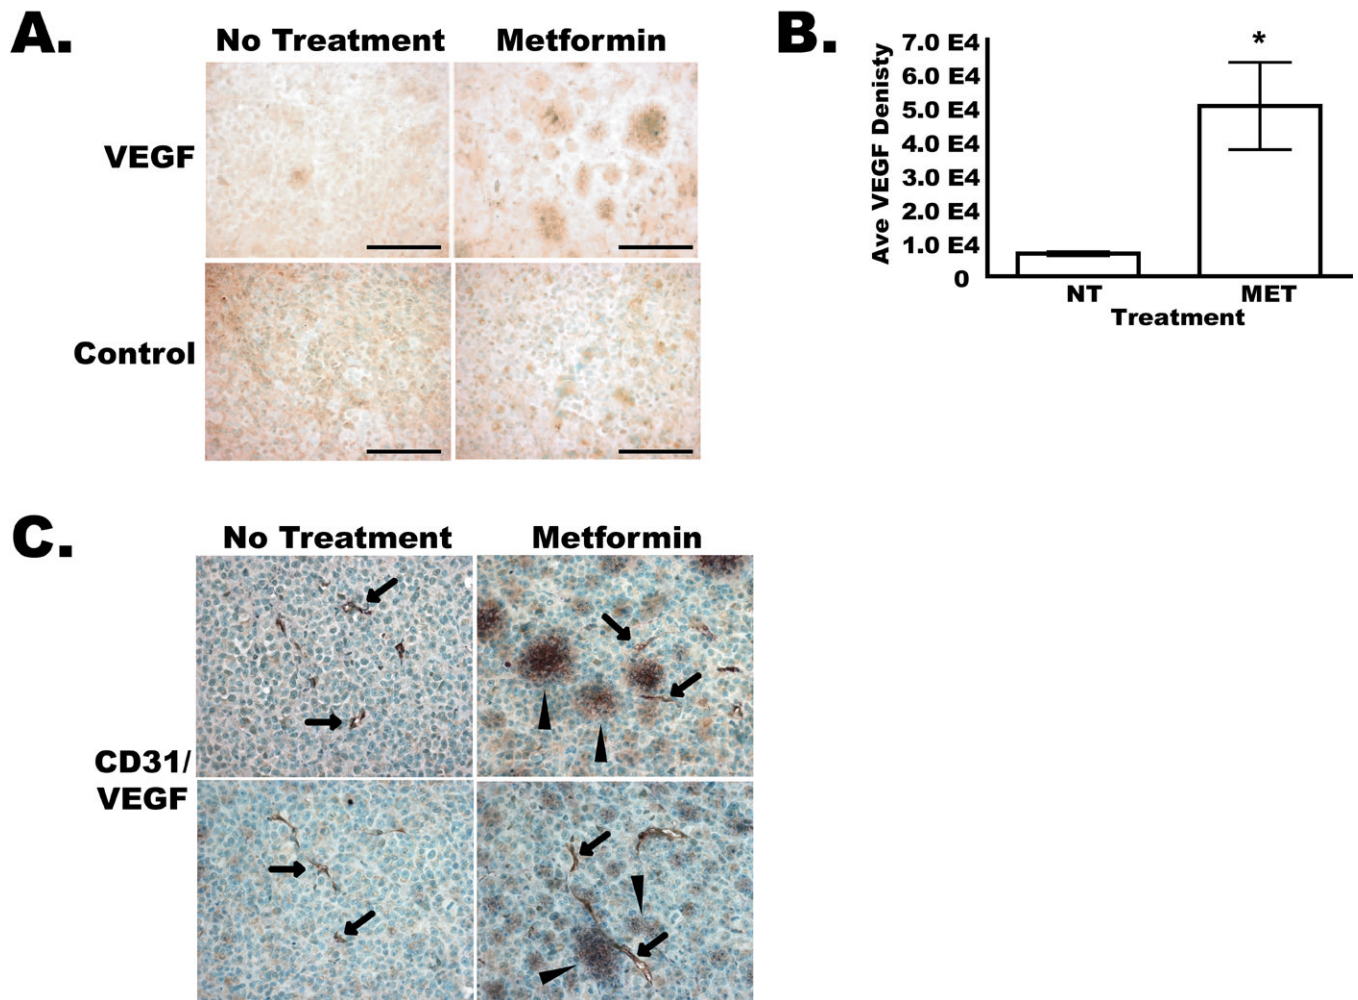 A.
No Treatment Metformin
VEGF
Control
B.
Ave VEGF Denisty
7.0 E4
6.0 E4
5.0 E4
4.0 E4
3.0 E4
2.0 E4
1.0 E4
0
*
NT MET
Treatment
C.
No Treatment Metformin
CD31/
VEGF